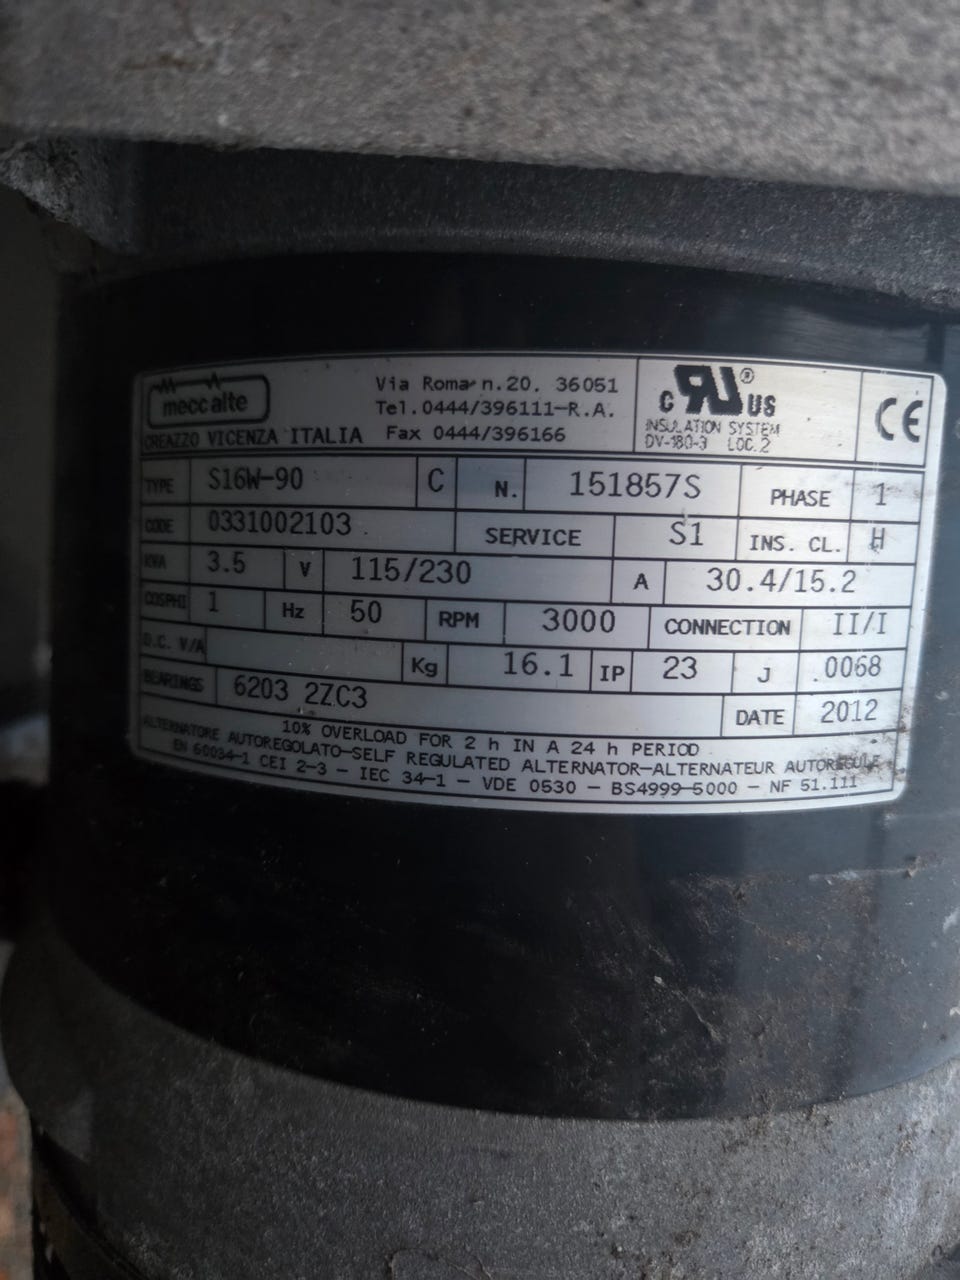 mecc alte
CREAZZO VICENZA ITALIA
Via Roma n.20. 36051
Tel.0444/396111-R.A.
Fax 0444/396166
C RU ® US
INSULATION SYSTEM
DV-180-3 LOC.2
CE
TYPE S16W-90 C N. 151857S PHASE 1
CODE 0331002103 SERVICE S1 INS. CL. H
KVA 3.5 V 115/230 A 30.4/15.2
COSPHI 1 Hz 50 RPM 3000 CONNECTION II/I
D.C. V/A Kg 16.1 IP 23 J .0068
BEARINGS 6203 2ZC3 DATE 2012
10% OVERLOAD FOR 2 h IN A 24 h PERIOD
ALTERNATORE AUTOREGOLATO-SELF REGULATED ALTERNATOR-ALTERNATEUR AUTOREGULE
EN 60034-1 CEI 2-3 - IEC 34-1 - VDE 0530 - BS4999-5000 - NF 51.111